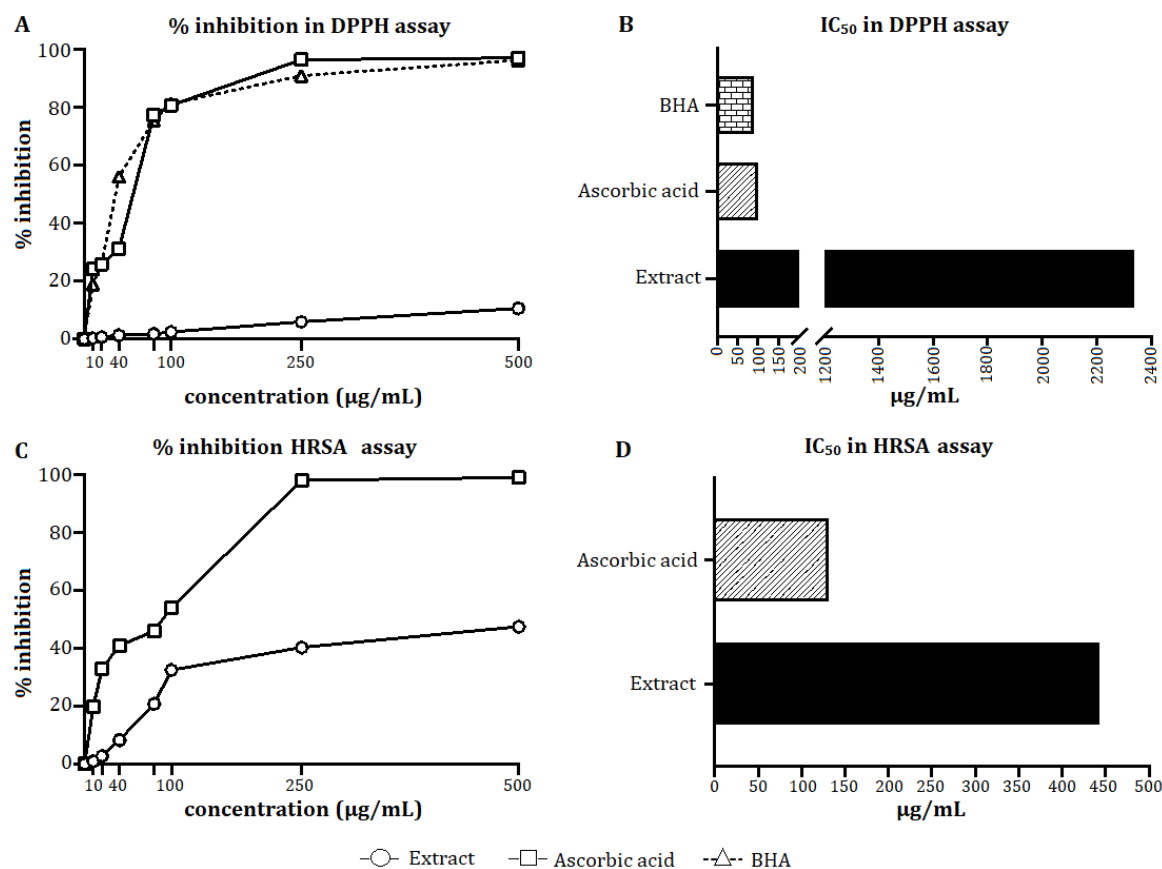 A
% inhibition in DPPH assay
% inhibition
100
80
60
40
20
0
10 40 100 250 500
concentration (µg/mL)
B
IC₅₀ in DPPH assay
BHA
Ascorbic acid
Extract
0 50 100 150 200 1200 1400 1600 1800 2000 2200 2400
µg/mL
C
% inhibition HRSA assay
% inhibition
100
80
60
40
20
0
10 40 100 250 500
concentration (µg/mL)
D
IC₅₀ in HRSA assay
Ascorbic acid
Extract
0 50 100 150 200 250 300 350 400 450 500
µg/mL
Extract Ascorbic acid BHA